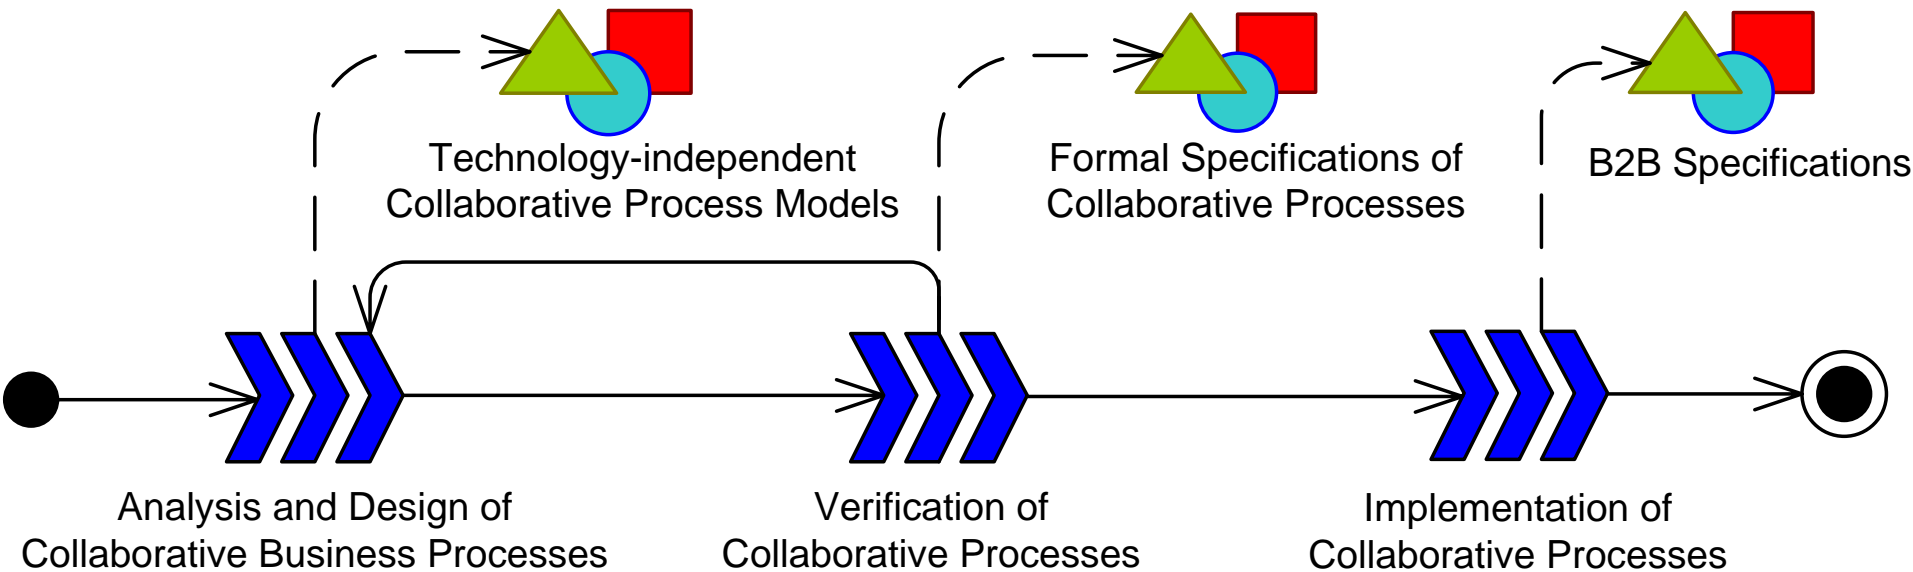 Technology-independent
Collaborative Process Models
Formal Specifications of
Collaborative Processes
B2B Specifications
Analysis and Design of
Collaborative Business Processes
Verification of
Collaborative Processes
Implementation of
Collaborative Processes